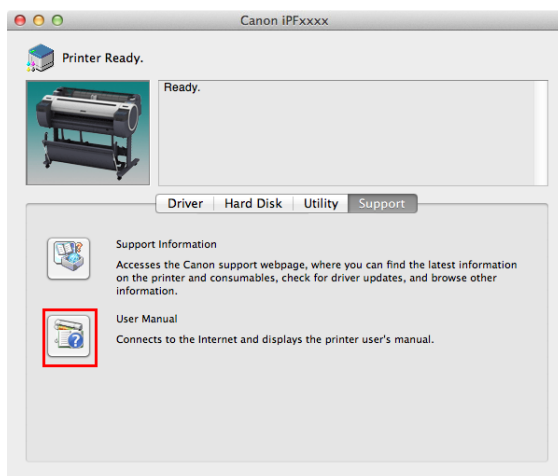 Canon iPFxxxx
Printer Ready.
Ready.
Driver Hard Disk Utility Support
Support Information
Accesses the Canon support webpage, where you can find the latest information
on the printer and consumables, check for driver updates, and browse other
information.
User Manual
Connects to the Internet and displays the printer user's manual.